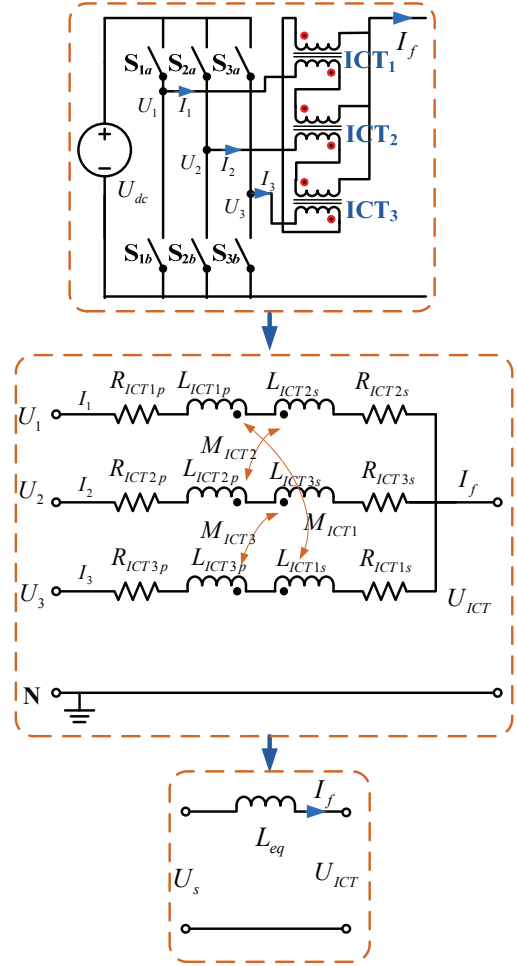 S1a S2a S3a ICT1 If
U1 I1
ICT2
U2 I2
Udc I3
U3 ICT3
S1b S2b S3b
RICT1p LICT1p LICT2s RICT2s
U1 I1
MICT2
RICT2p LICT2p LICT3s RICT3s
U2 I2 If
MICT3 MICT1
RICT3p LICT3p LICT1s RICT1s
U3 I3 UICT
N
If
Leq
Us UICT